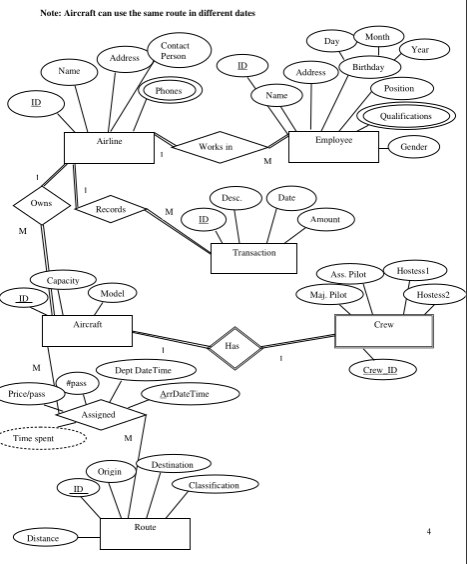 Note: Aircraft can use the same route in different dates
Contact
Person
Address
Name
ID
Phones
Airline
Day
Month
Year
ID
Address
Birthday
Name
Position
Qualifications
Gender
Employee
Works in
1
M
1
1
Owns
Records
M
M
Desc.
Date
ID
Amount
Transaction
Capacity
ID
Model
Aircraft
Ass. Pilot
Hostess1
Maj. Pilot
Hostess2
Crew
Has
1
1
Crew_ID
M
Dept DateTime
#pass
Price/pass
ArrDateTime
Assigned
Time spent
M
Origin
Destination
ID
Classification
Route
Distance
4